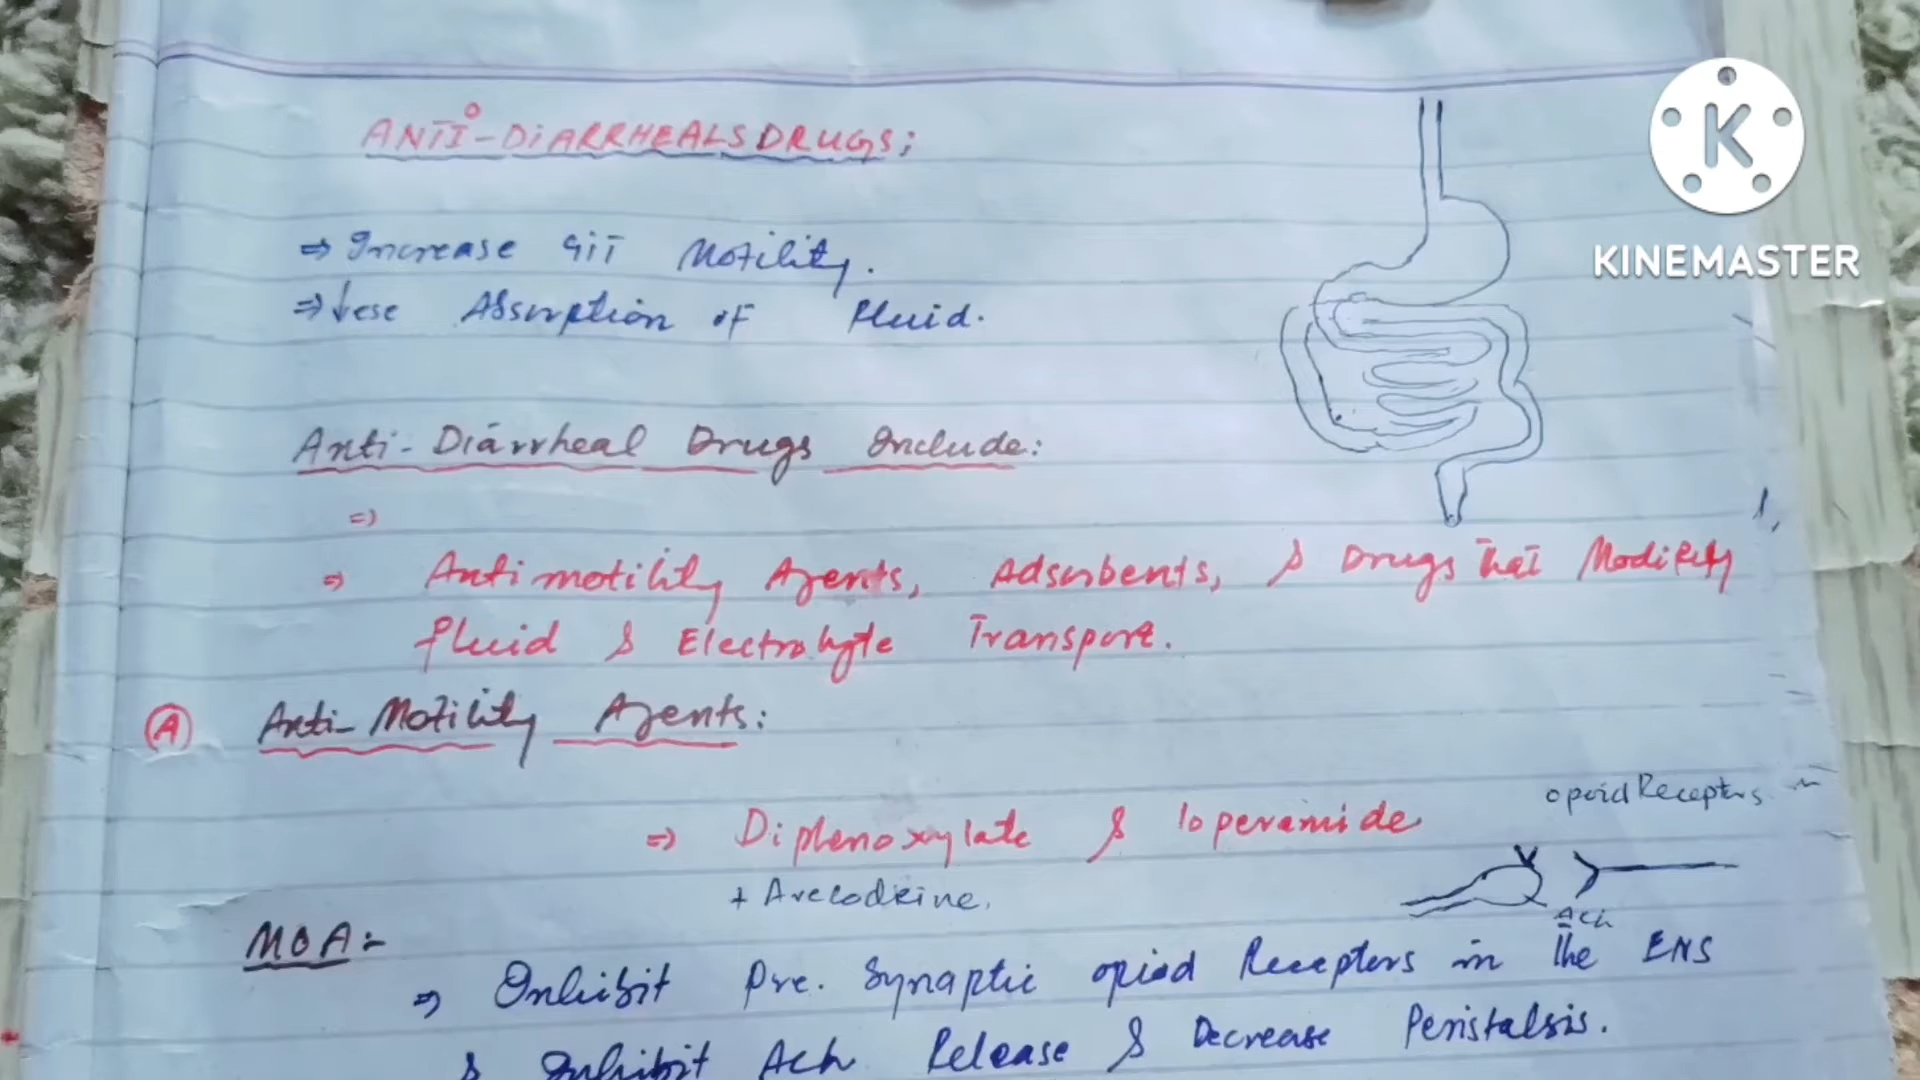 ANTI-DIARRHEALS DRUGS:
⇒ Increase GIT Motility.
⇒ ↓ese Absorption of Fluid.
Anti-Diarrheal Drugs Include:
⇒
⇒ Antimotility Agents, Adsorbents, & Drugs that Modifty
fluid & Electrolyte Transport.
A Anti-Motility Agents:
opoid Receptors
⇒ Diphenoxylate & loperamide
+ Arecodeine.
Ach
MOA:-
⇒ Inhibit Pre. Synaptic opiod Receptors in The ENS
& Inhibit Ach Release & Decrease Peristalsis.
K
KINEMASTER